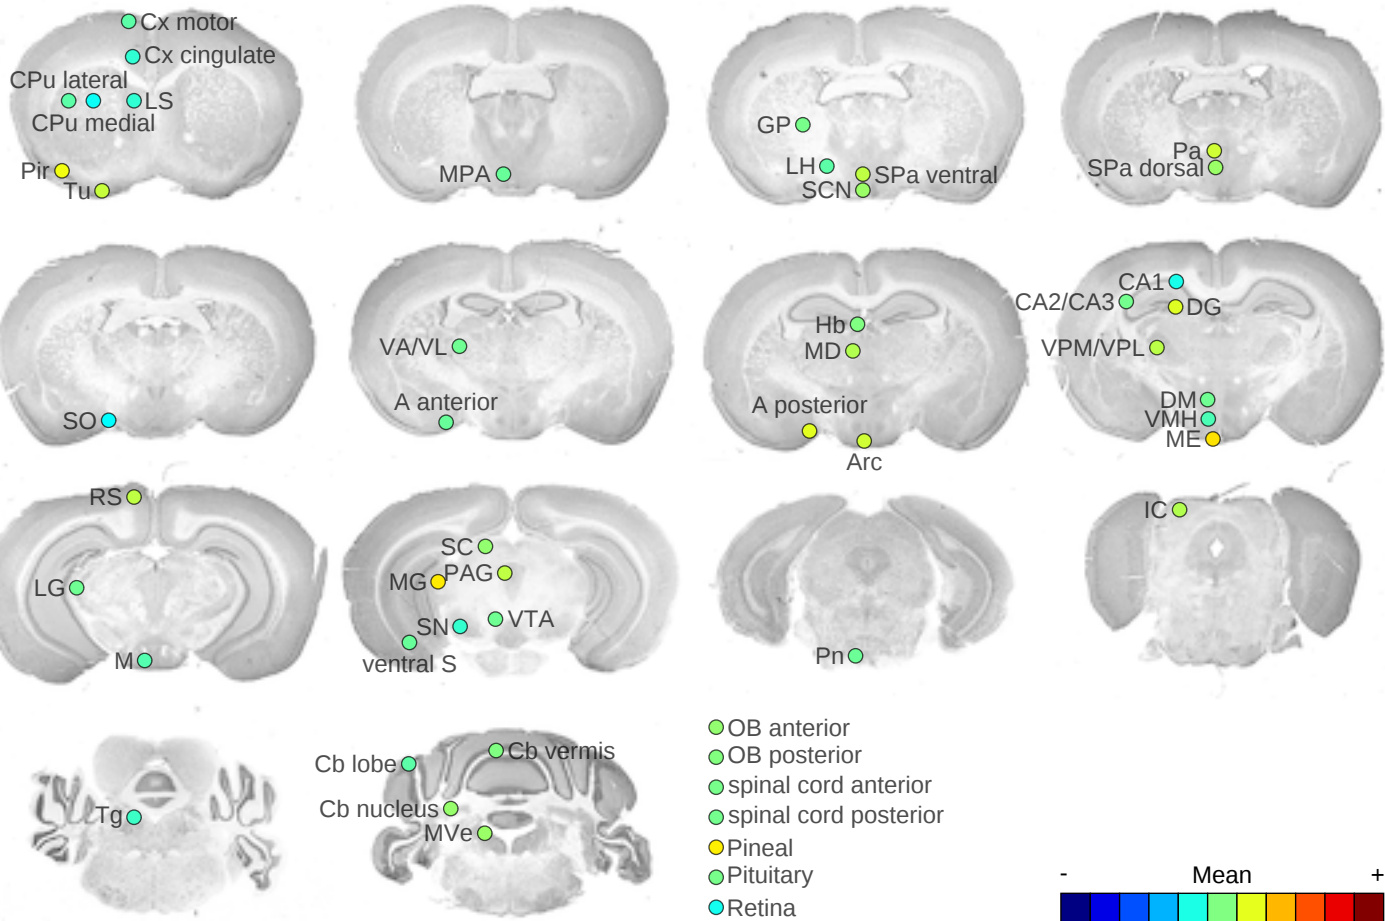 Cx motor
Cx cingulate
CPu lateral
LS
CPu medial
Pir
Tu
MPA
GP
LH
SPa ventral
SCN
Pa
SPa dorsal
SO
VA/VL
A anterior
Hb
MD
A posterior
Arc
CA1
CA2/CA3
DG
VPM/VPL
DM
VMH
ME
RS
LG
M
SC
MG
PAG
SN
VTA
ventral S
Pn
IC
Tg
Cb lobe
Cb vermis
Cb nucleus
MVe
OB anterior
OB posterior
spinal cord anterior
spinal cord posterior
Pineal
Pituitary
Retina
- Mean +